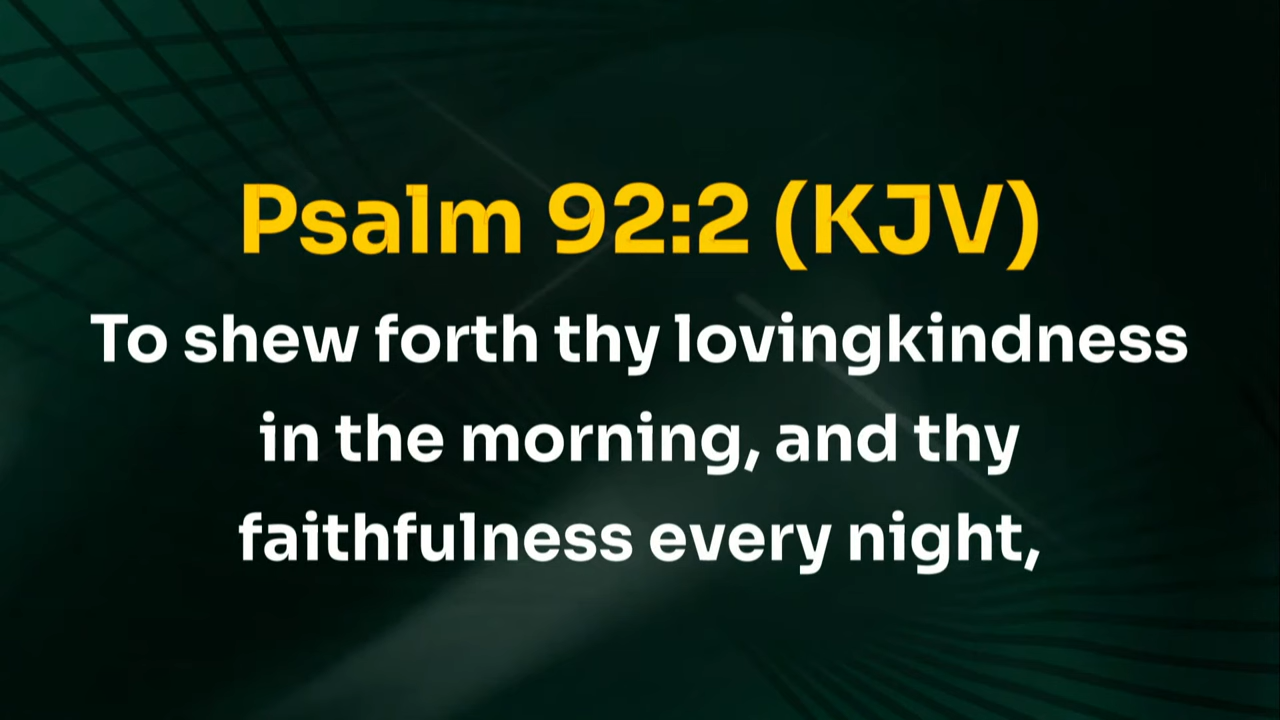 Psalm 92:2 (KJV)
To shew forth thy lovingkindness
in the morning, and thy
faithfulness every night,